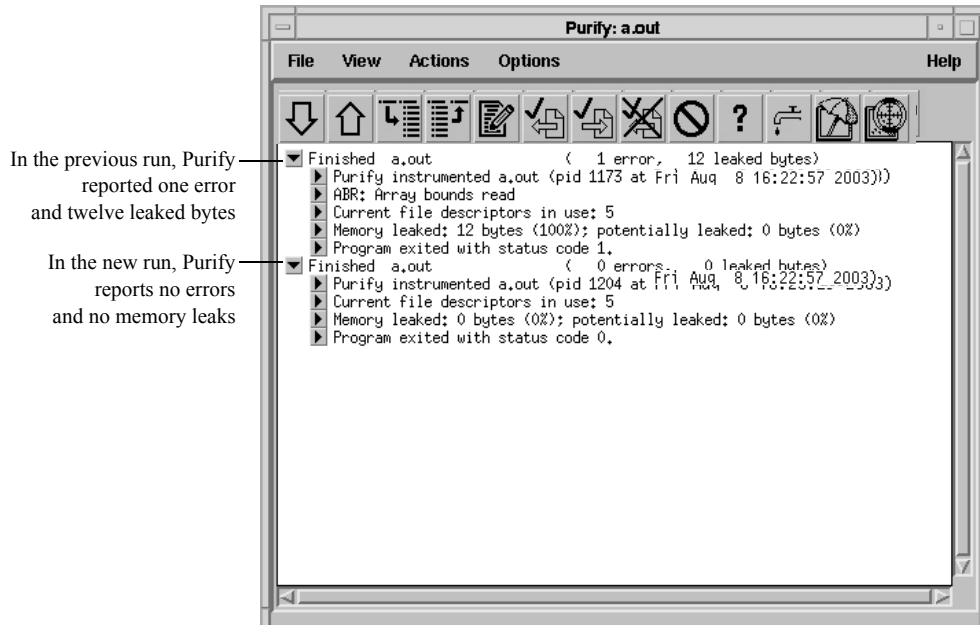 Purify: a.out
File View Actions Options Help
?
In the previous run, Purify
reported one error
and twelve leaked bytes
In the new run, Purify
reports no errors
and no memory leaks
Finished a.out ( 1 error, 12 leaked bytes)
Purify instrumented a.out (pid 1173 at Fri Aug 8 16:22:57 2003)
ABR: Array bounds read
Current file descriptors in use: 5
Memory leaked: 12 bytes (100%); potentially leaked: 0 bytes (0%)
Program exited with status code 1.
Finished a.out ( 0 errors, 0 leaked bytes)
Purify instrumented a.out (pid 1204 at Fri Aug 8 16:22:57 2003)
Current file descriptors in use: 5
Memory leaked: 0 bytes (0%); potentially leaked: 0 bytes (0%)
Program exited with status code 0.